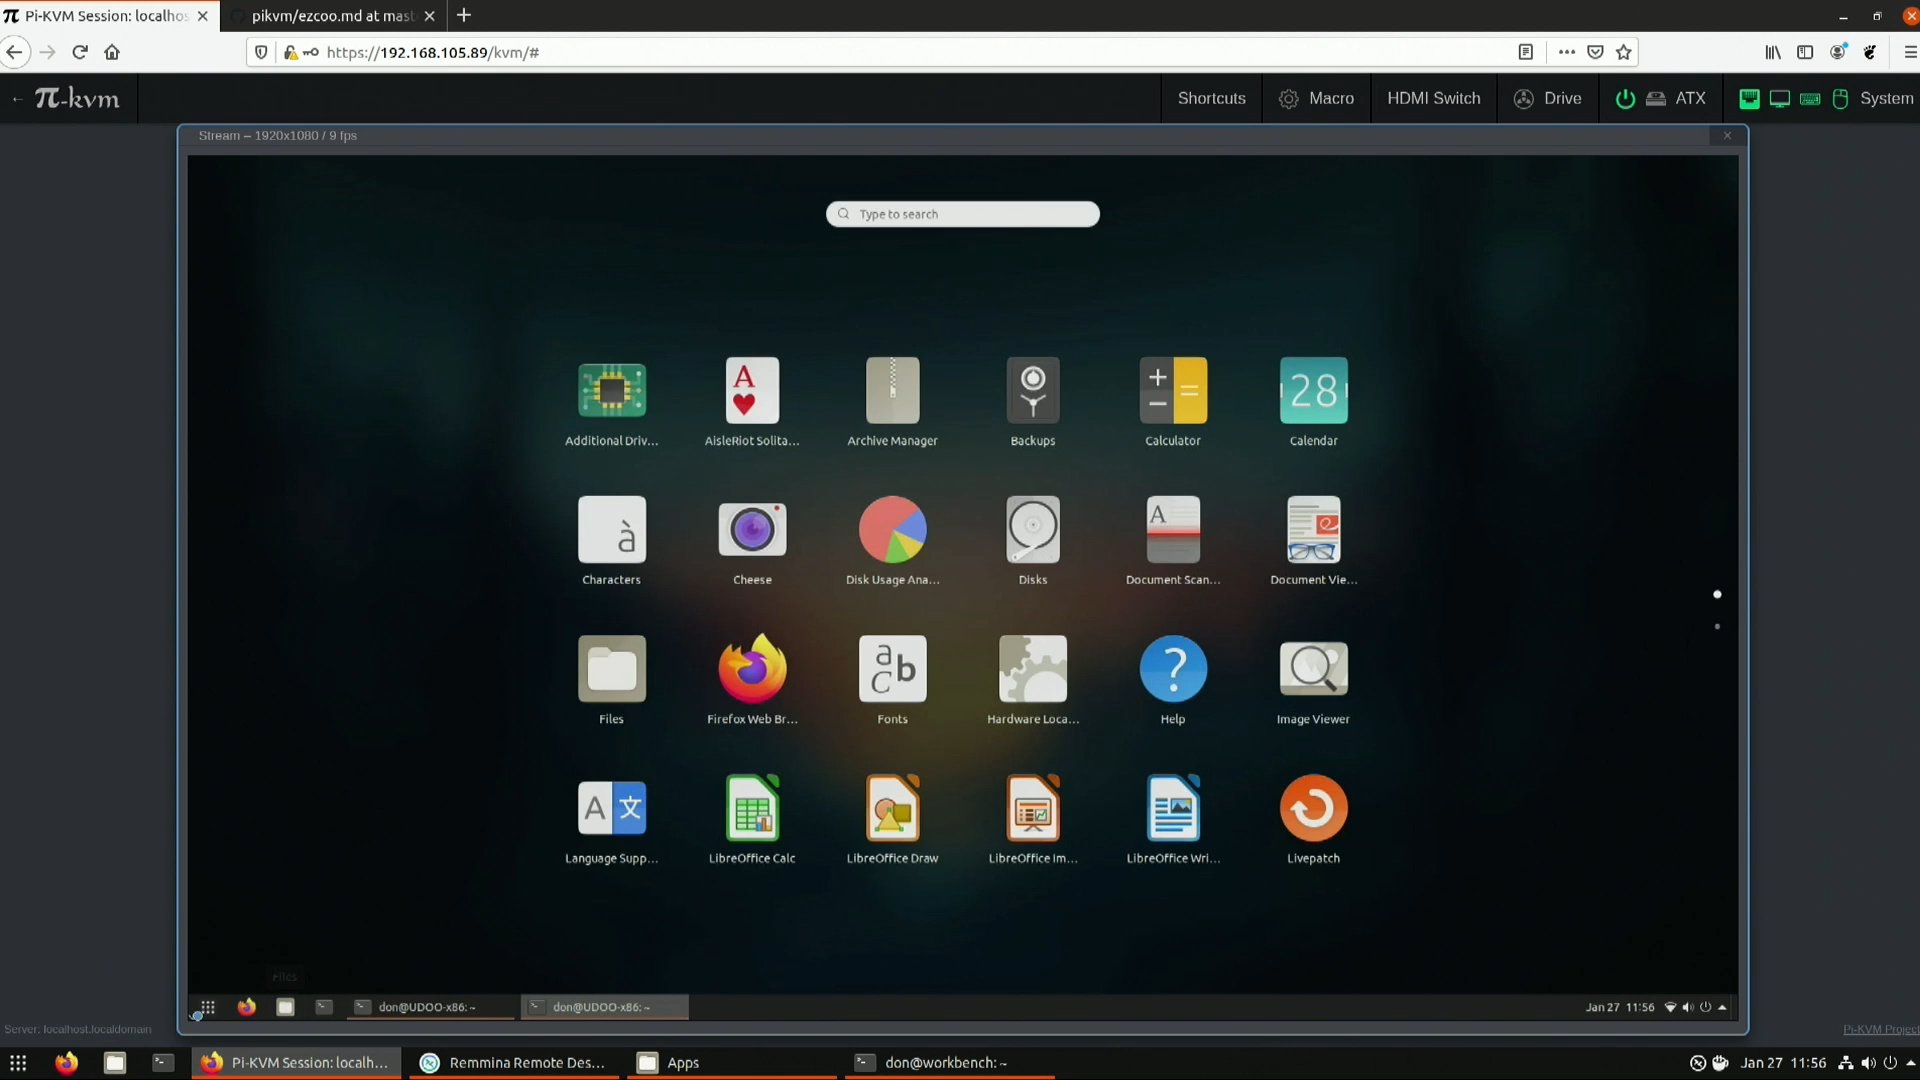 Pi-KVM Session: localhos
pikvm/ezcoo.md at mast
https://192.168.105.89/kvm/#
π-kvm
Shortcuts
Macro
HDMI Switch
Drive
ATX
System
Stream – 1920x1080 / 9 fps
Type to search
Additional Driv...
AisleRiot Solita...
Archive Manager
Backups
Calculator
28
Calendar
Characters
Cheese
Disk Usage Ana...
Disks
Document Scan...
Document Vie...
Files
Firefox Web Br...
Fonts
Hardware Loca...
Help
Image Viewer
Language Supp...
LibreOffice Calc
LibreOffice Draw
LibreOffice Im...
LibreOffice Wri...
Livepatch
Files
don@UDOO-x86: ~
don@UDOO-x86: ~
Jan 27 11:56
Server: localhost.localdomain
Pi-KVM Project
Pi-KVM Session: localh...
Remmina Remote Des...
Apps
don@workbench: ~
Jan 27 11:56